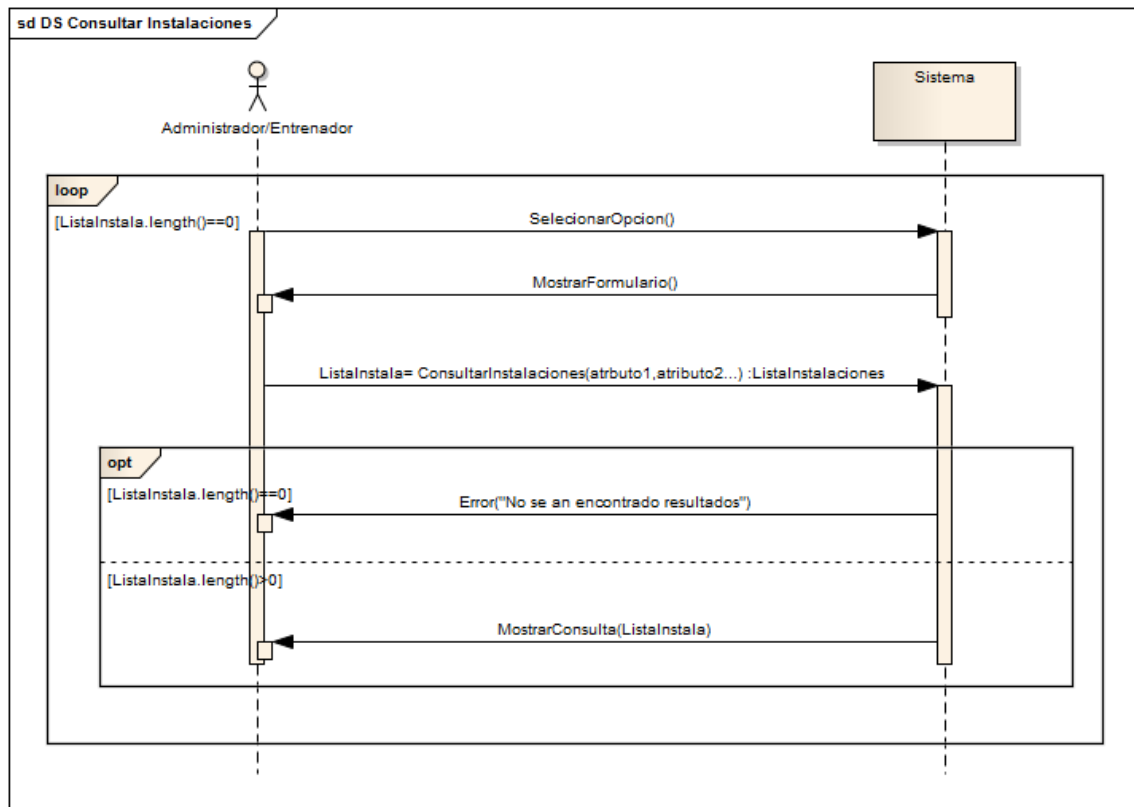 sd DS Consultar Instalaciones
Administrador/Entrenador
Sistema
loop
[ListaInstala.length()==0]
SelecionarOpcion()
MostrarFormulario()
ListaInstala= ConsultarInstalaciones(atrbuto1,atributo2...) :ListaInstalaciones
opt
[ListaInstala.length()==0]
Error("No se an encontrado resultados")
[ListaInstala.length()>0]
MostrarConsulta(ListaInstala)